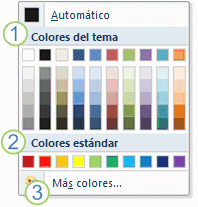 Automático
1 Colores del tema
2 Colores estándar
3 Más colores...